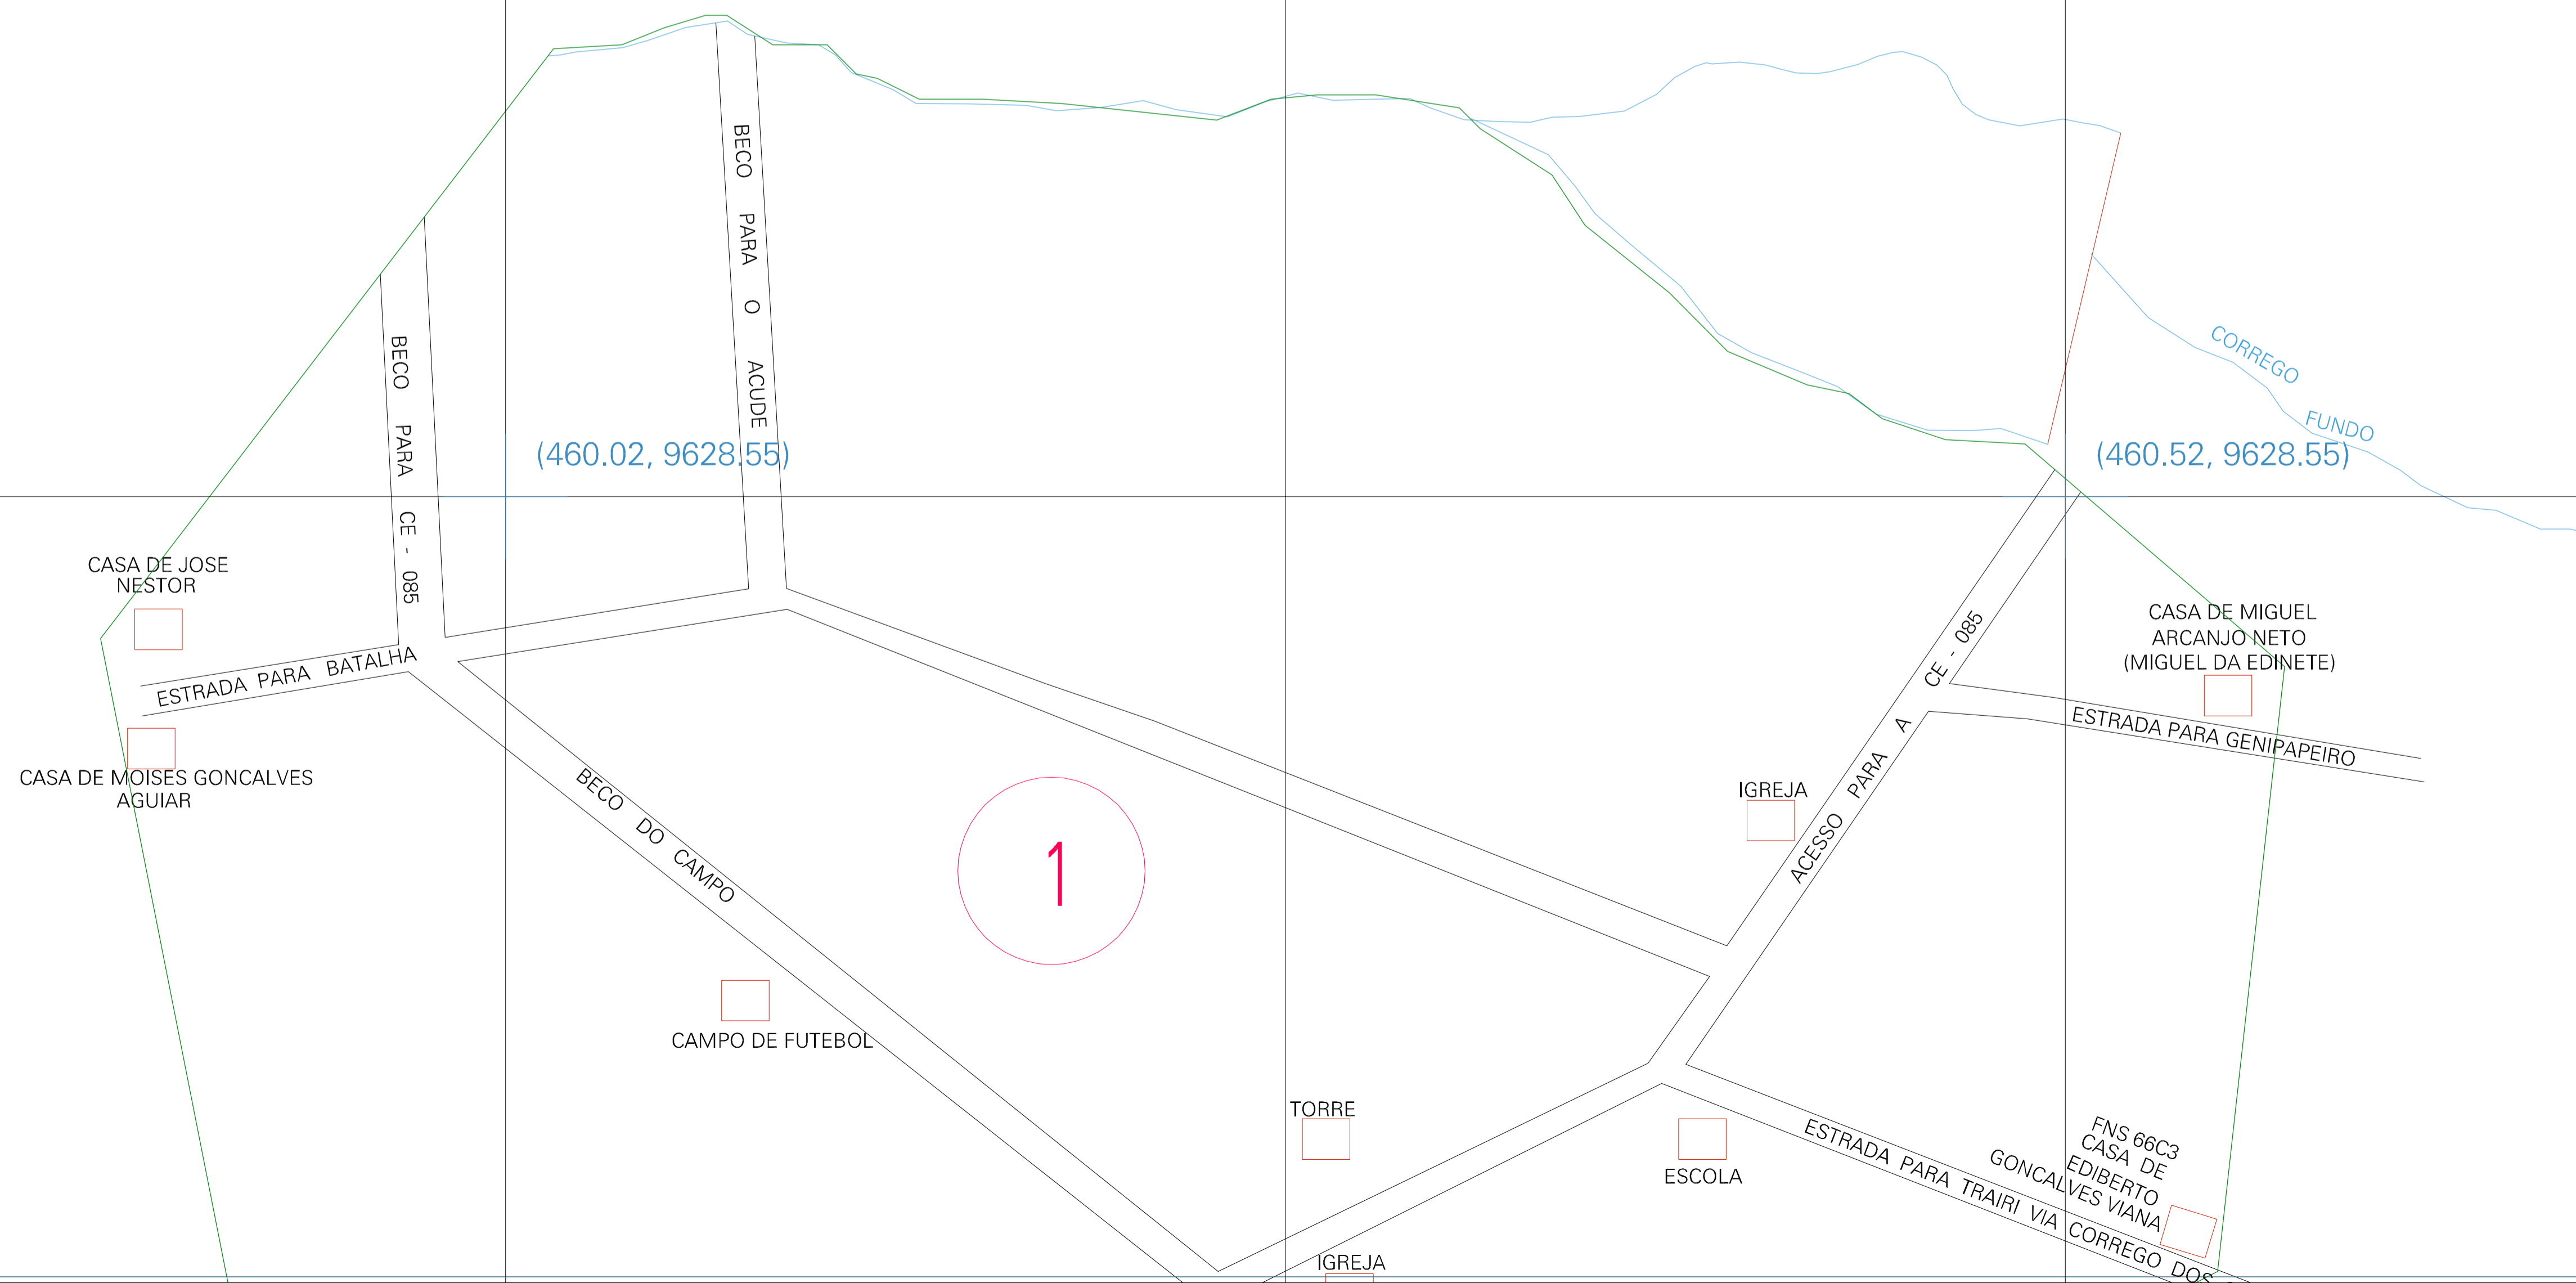 BECO PARA O ACUDE
BECO PARA CE - 085
CORREGO
FUNDO
(460.02, 9628.55)
(460.52, 9628.55)
CASA DE JOSE
NESTOR
ESTRADA PARA BATALHA
CASA DE MOISES GONCALVES
AGUIAR
BECO DO CAMPO
1
CAMPO DE FUTEBOL
CASA DE MIGUEL
ARCANJO NETO
(MIGUEL DA EDINETE)
ESTRADA PARA GENIPAPEIRO
IGREJA
ACESSO PARA A CE - 085
TORRE
ESCOLA
FNS 66C3
CASA DE
EDIBERTO
GONCALVES VIANA
ESTRADA PARA TRAIRI VIA CORREGO DOS
IGREJA